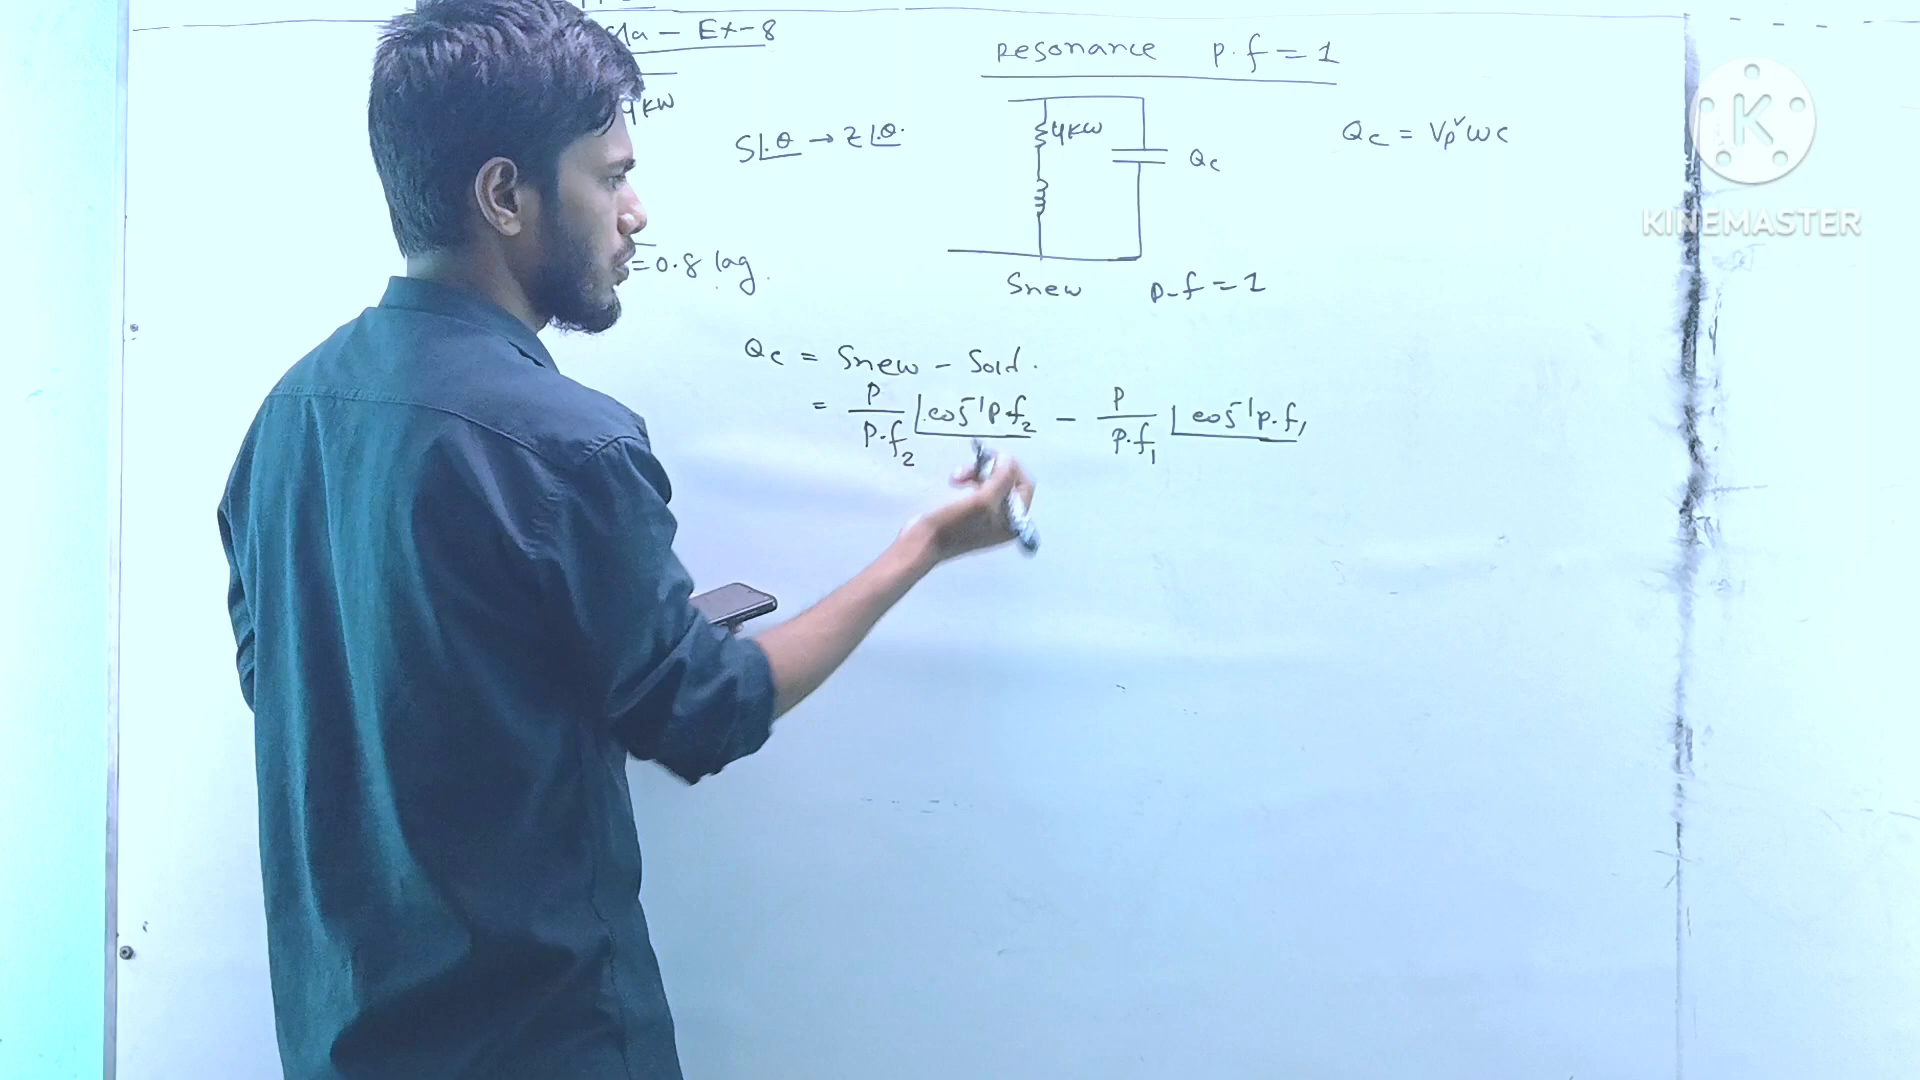 - Ex-8
4KW
=0.8 lag.
S∟θ → Z∟θ
Resonance p.f = 1
4KW
Qc
Qc = Vp²ωc
Snew p-f = 1
Qc = Snew - Sold.
= P/P.f₂ ∟cos⁻¹p.f₂ - P/P.f₁ ∟cos⁻¹p.f₁
K
KINEMASTER